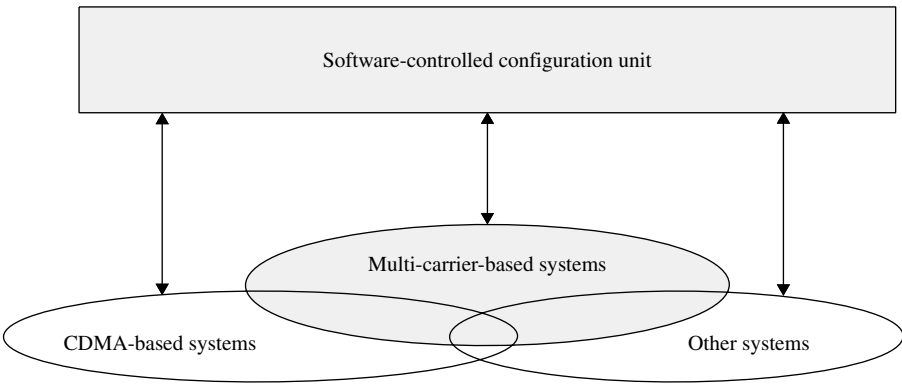 Software-controlled configuration unit
Multi-carrier-based systems
CDMA-based systems
Other systems